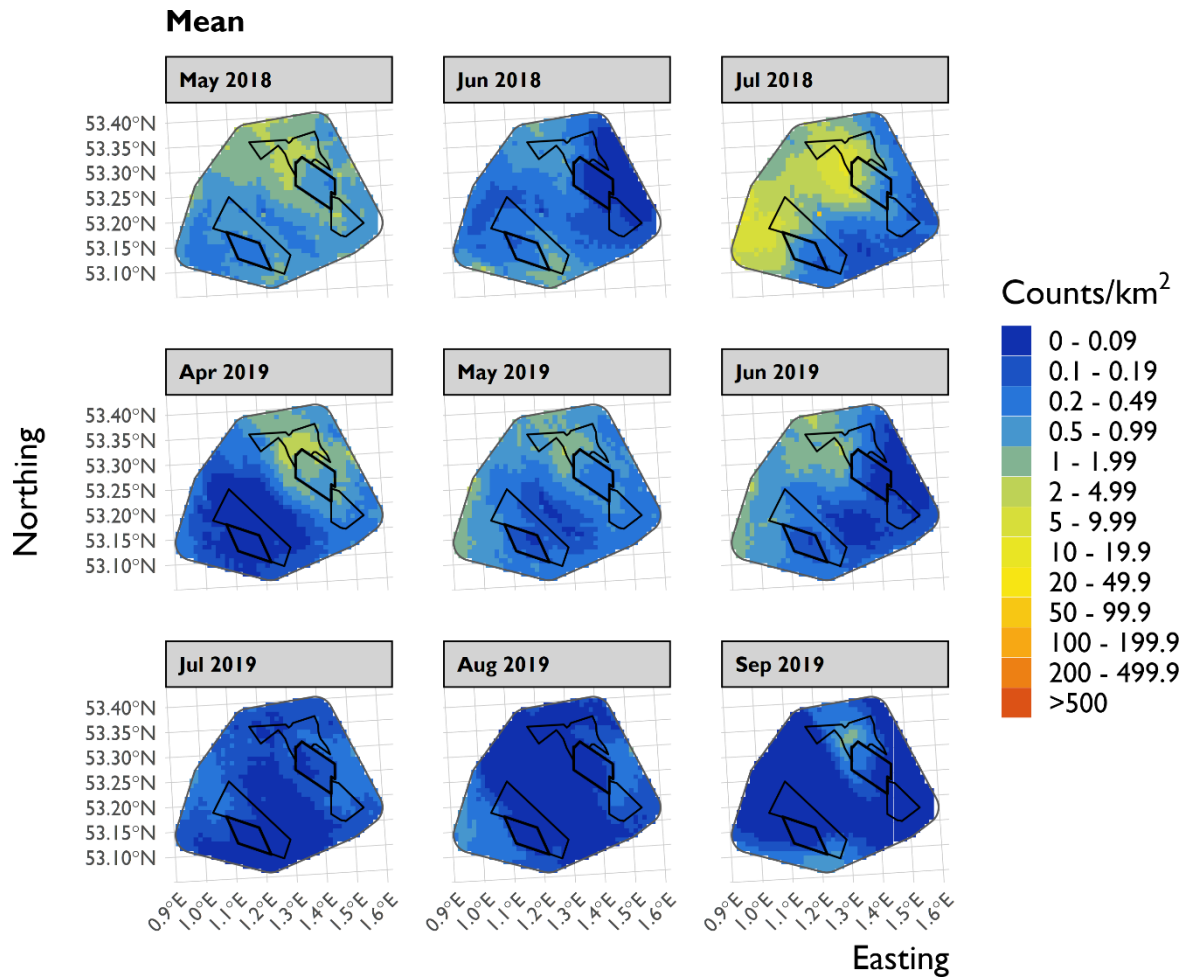 Mean
May 2018
Jun 2018
Jul 2018
53.40°N
53.35°N
53.30°N
53.25°N
53.20°N
53.15°N
53.10°N
Apr 2019
May 2019
Jun 2019
53.40°N
53.35°N
53.30°N
53.25°N
53.20°N
53.15°N
53.10°N
Jul 2019
Aug 2019
Sep 2019
53.40°N
53.35°N
53.30°N
53.25°N
53.20°N
53.15°N
53.10°N
0.9°E 1.0°E 1.1°E 1.2°E 1.3°E 1.4°E 1.5°E 1.6°E
0.9°E 1.0°E 1.1°E 1.2°E 1.3°E 1.4°E 1.5°E 1.6°E
0.9°E 1.0°E 1.1°E 1.2°E 1.3°E 1.4°E 1.5°E 1.6°E
Northing
Easting
Counts/km²
0 - 0.09
0.1 - 0.19
0.2 - 0.49
0.5 - 0.99
1 - 1.99
2 - 4.99
5 - 9.99
10 - 19.9
20 - 49.9
50 - 99.9
100 - 199.9
200 - 499.9
>500